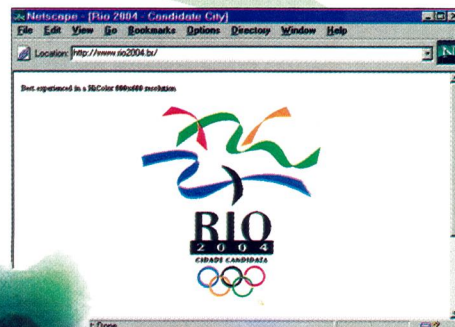 Netscape - [Rio 2004 - Candidate City]
File Edit View Go Bookmarks Options Directory Window Help
Location: http://www.rio2004.br/
N
Best experienced in a HiColor 800x600 resolution
RIO
2004
CIDADE CANDIDATA
Done